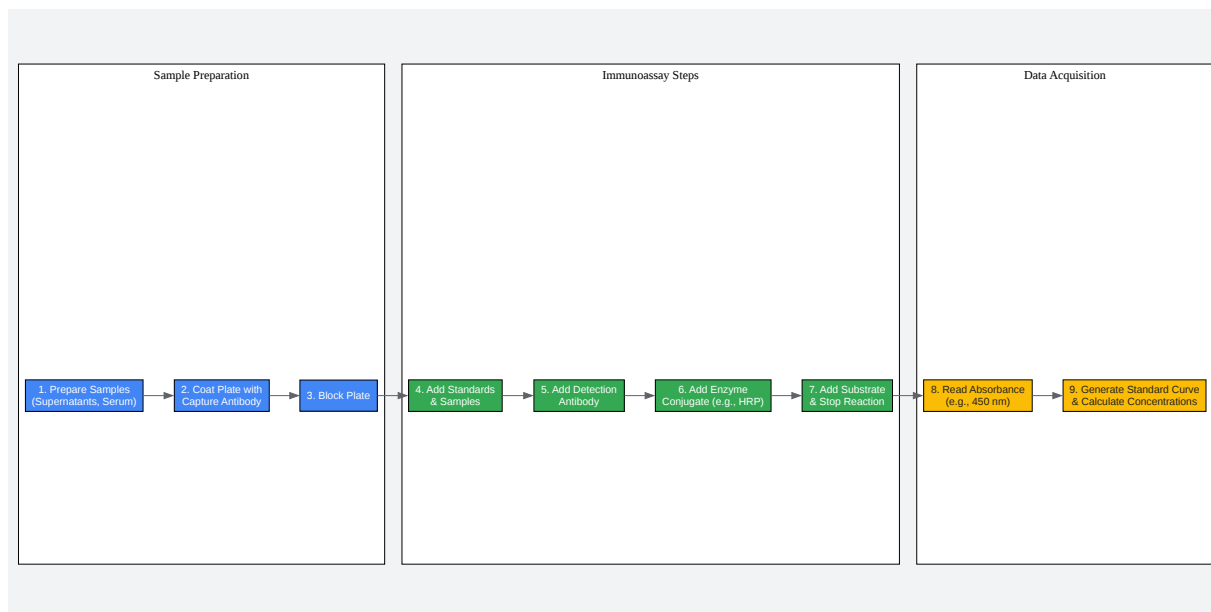 Sample Preparation
Immunoassay Steps
Data Acquisition
1. Prepare Samples
(Supernatants, Serum)
2. Coat Plate with
Capture Antibody
3. Block Plate
4. Add Standards
& Samples
5. Add Detection
Antibody
6. Add Enzyme
Conjugate (e.g., HRP)
7. Add Substrate
& Stop Reaction
8. Read Absorbance
(e.g., 450 nm)
9. Generate Standard Curve
& Calculate Concentrations